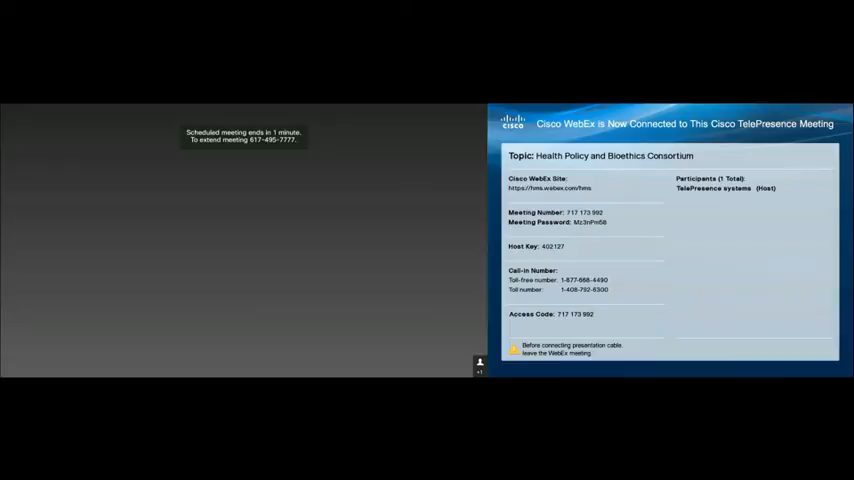 Scheduled meeting ends in 1 minute.
To extend meeting 617-495-7777.
CISCO
Cisco WebEx is Now Connected to This Cisco TelePresence Meeting
Topic: Health Policy and Bioethics Consortium
Cisco WebEx Site:
https://hms.webex.com/hms
Meeting Number: 717 173 992
Meeting Password: Mz3nPm58
Host Key: 402127
Call-in Number:
Toll-free number: 1-877-668-4490
Toll number: 1-408-792-6300
Access Code: 717 173 992
Before connecting presentation cable,
leave the WebEx meeting.
Participants (1 Total):
TelePresence systems (Host)
+1